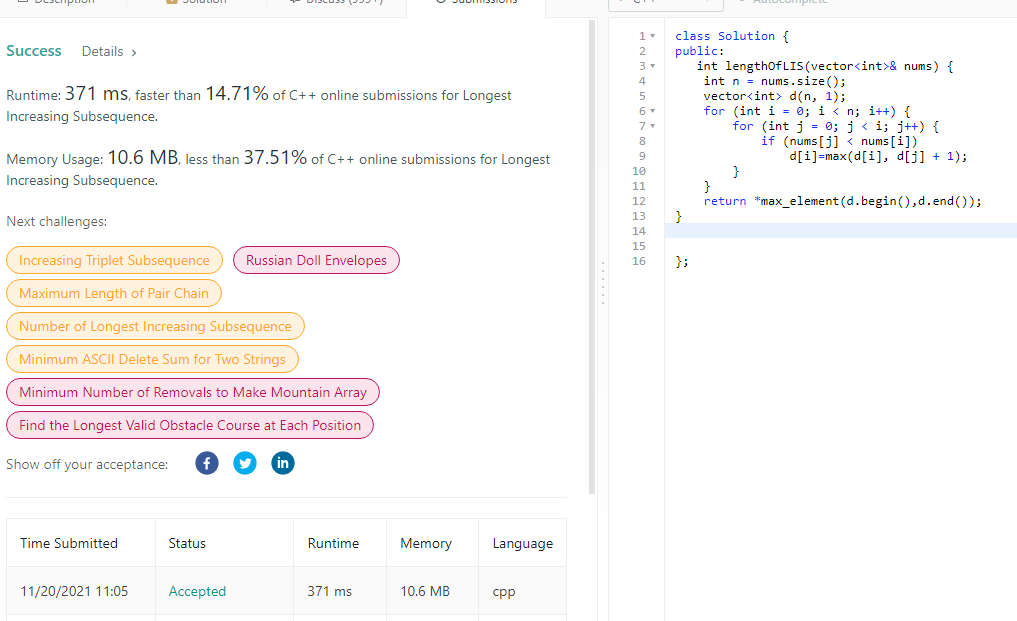 Description Solution Discuss (999+) Submissions
C++ Autocomplete
Success Details >
Runtime: 371 ms, faster than 14.71% of C++ online submissions for Longest
Increasing Subsequence.
Memory Usage: 10.6 MB, less than 37.51% of C++ online submissions for Longest
Increasing Subsequence.
Next challenges:
Increasing Triplet Subsequence Russian Doll Envelopes
Maximum Length of Pair Chain
Number of Longest Increasing Subsequence
Minimum ASCII Delete Sum for Two Strings
Minimum Number of Removals to Make Mountain Array
Find the Longest Valid Obstacle Course at Each Position
Show off your acceptance:
Time Submitted Status Runtime Memory Language
11/20/2021 11:05 Accepted 371 ms 10.6 MB cpp
1 class Solution {
2 public:
3 int lengthOfLIS(vector<int>& nums) {
4 int n = nums.size();
5 vector<int> d(n, 1);
6 for (int i = 0; i < n; i++) {
7 for (int j = 0; j < i; j++) {
8 if (nums[j] < nums[i])
9 d[i]=max(d[i], d[j] + 1);
10 }
11 }
12 return *max_element(d.begin(),d.end());
13 }
14
15
16 };